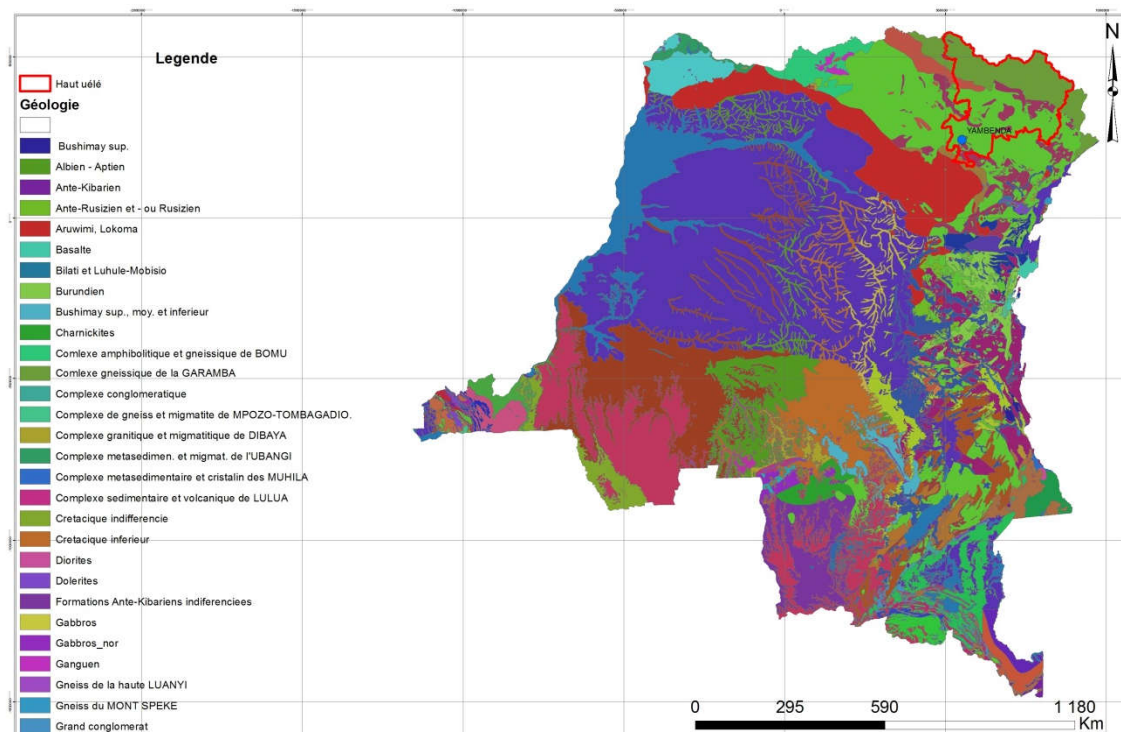 Legende
Haut uélé
Géologie
Bushimay sup.
Albien - Aptien
Ante-Kibarien
Ante-Rusizien et - ou Rusizien
Aruwimi, Lokoma
Basalte
Bilati et Luhule-Mobisio
Burundien
Bushimay sup., moy. et inferieur
Charnickites
Comlexe amphibolitique et gneissique de BOMU
Comlexe gneissique de la GARAMBA
Complexe conglomeratique
Complexe de gneiss et migmatite de MPOZO-TOMBAGADIO.
Complexe granitique et migmatitique de DIBAYA
Complexe metasedimen. et migmat. de l'UBANGI
Complexe metasedimentaire et cristalin des MUHILA
Complexe sedimentaire et volcanique de LULUA
Cretacique indifferencie
Cretacique inferieur
Diorites
Dolerites
Formations Ante-Kibariens indiferenciees
Gabbros
Gabbros_nor
Ganguen
Gneiss de la haute LUANYI
Gneiss du MONT SPEKE
Grand conglomerat
N
YAMBENDA
0 295 590 1 180
Km